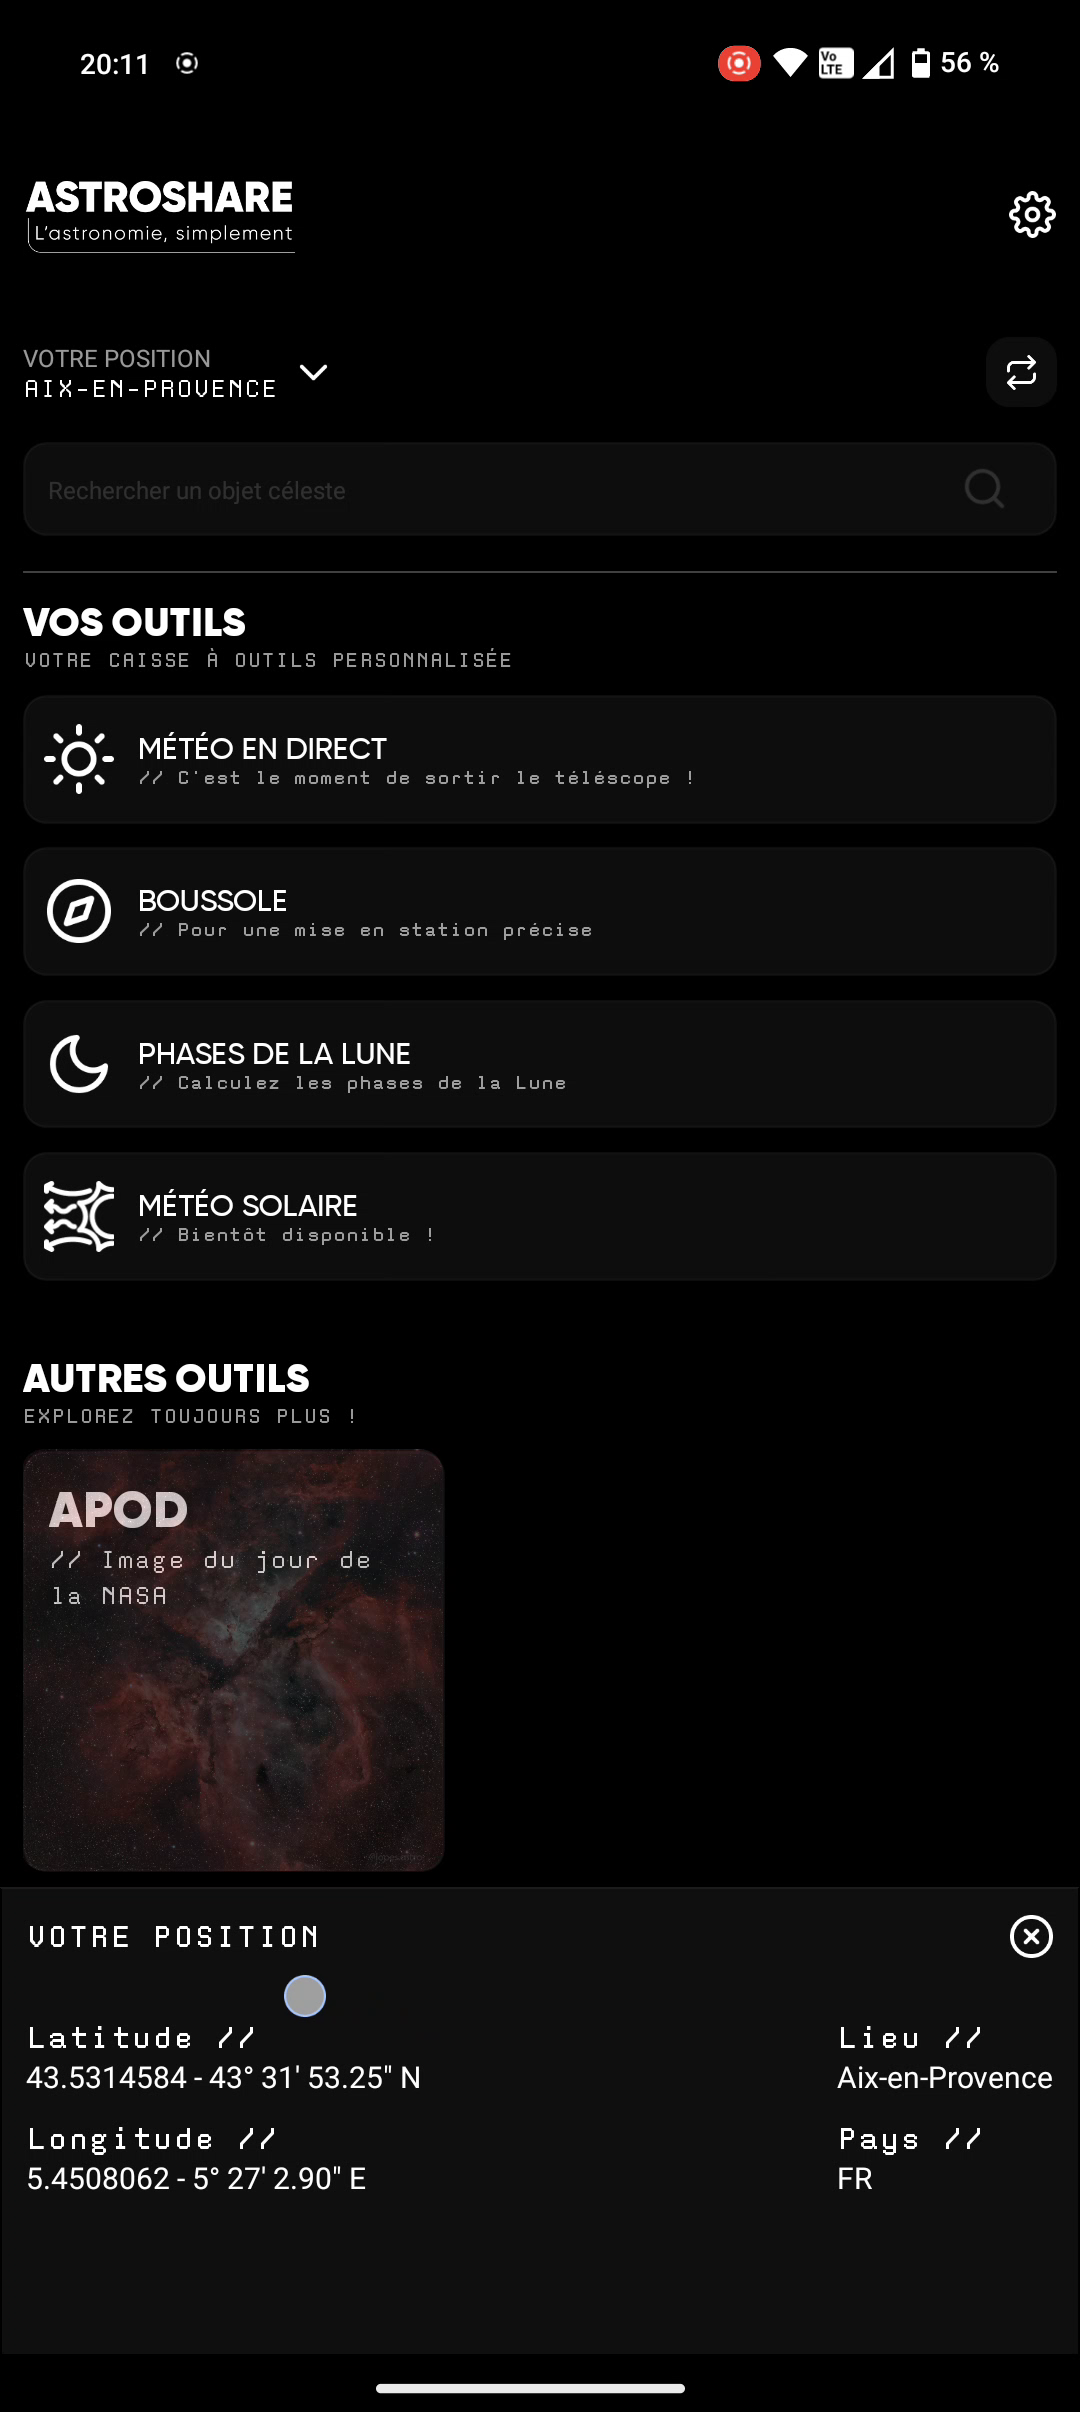 20:11
Vo LTE
56 %
ASTROSHARE
L'astronomie, simplement
VOTRE POSITION
AIX-EN-PROVENCE
Rechercher un objet céleste
VOS OUTILS
VOTRE CAISSE À OUTILS PERSONNALISÉE
MÉTÉO EN DIRECT
// C'est le moment de sortir le téléscope !
BOUSSOLE
// Pour une mise en station précise
PHASES DE LA LUNE
// Calculez les phases de la Lune
MÉTÉO SOLAIRE
// Bientôt disponible !
AUTRES OUTILS
EXPLOREZ TOUJOURS PLUS !
APOD
// Image du jour de
la NASA
VOTRE POSITION
Latitude //
43.5314584 - 43° 31' 53.25" N
Lieu //
Aix-en-Provence
Longitude //
5.4508062 - 5° 27' 2.90" E
Pays //
FR